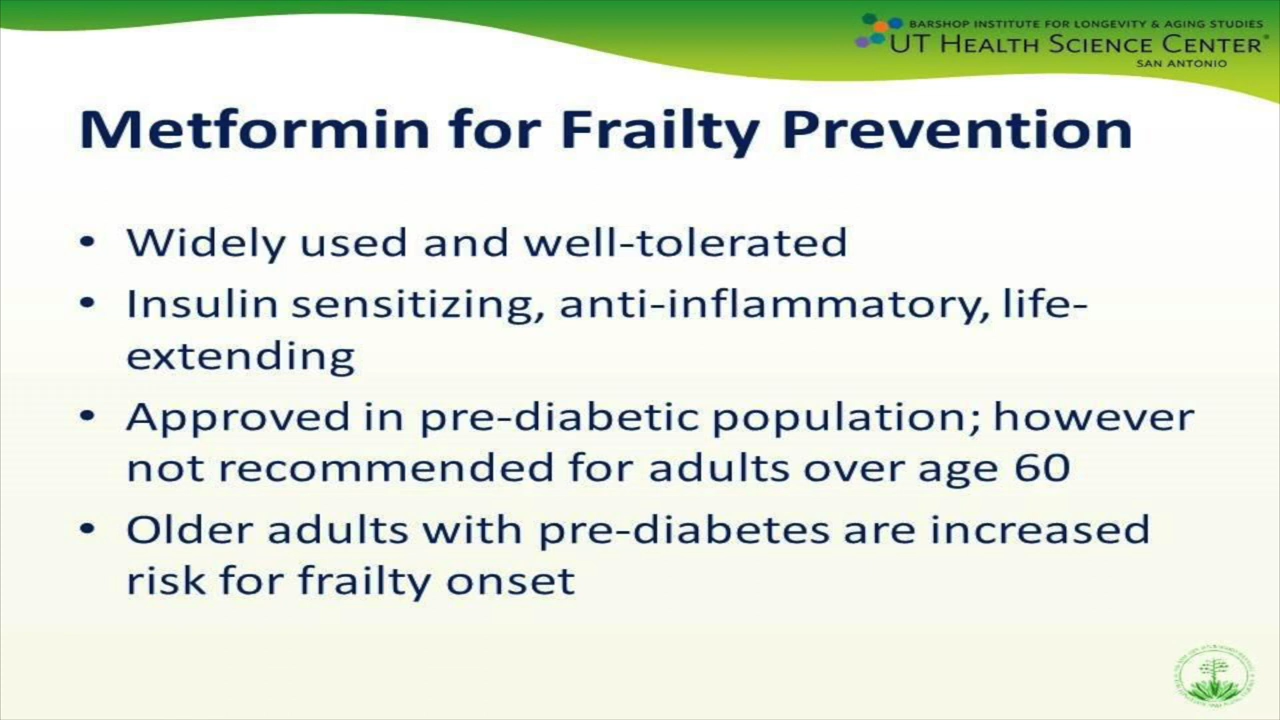 BARSHOP INSTITUTE FOR LONGEVITY & AGING STUDIES
UT HEALTH SCIENCE CENTER®
SAN ANTONIO
Metformin for Frailty Prevention
• Widely used and well-tolerated
• Insulin sensitizing, anti-inflammatory, life-
extending
• Approved in pre-diabetic population; however
not recommended for adults over age 60
• Older adults with pre-diabetes are increased
risk for frailty onset